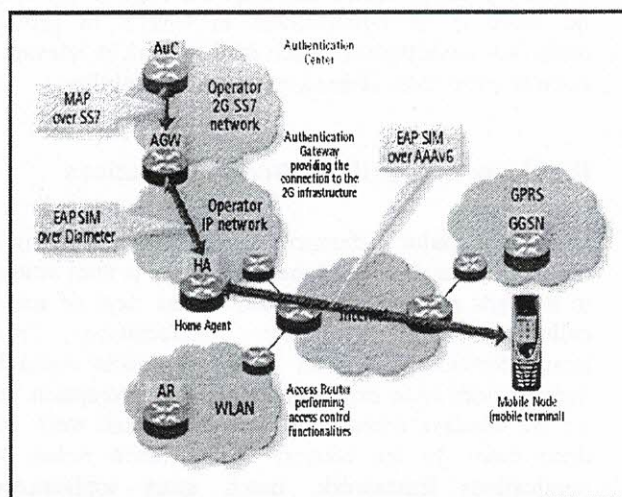 AuC
Authentication
Center
MAP
over SS7
Operator
2G SS7
network
AGW
Authentication
Gateway
providing the
connection to the
2G infrastructure
EAP SIM
over AAAv6
EAP SIM
over Diameter
Operator
IP network
HA
Home Agent
GPRS
GGSN
Internet
AR
WLAN
Access Router
performing
access control
functionalities
Mobile Node
(mobile terminal)